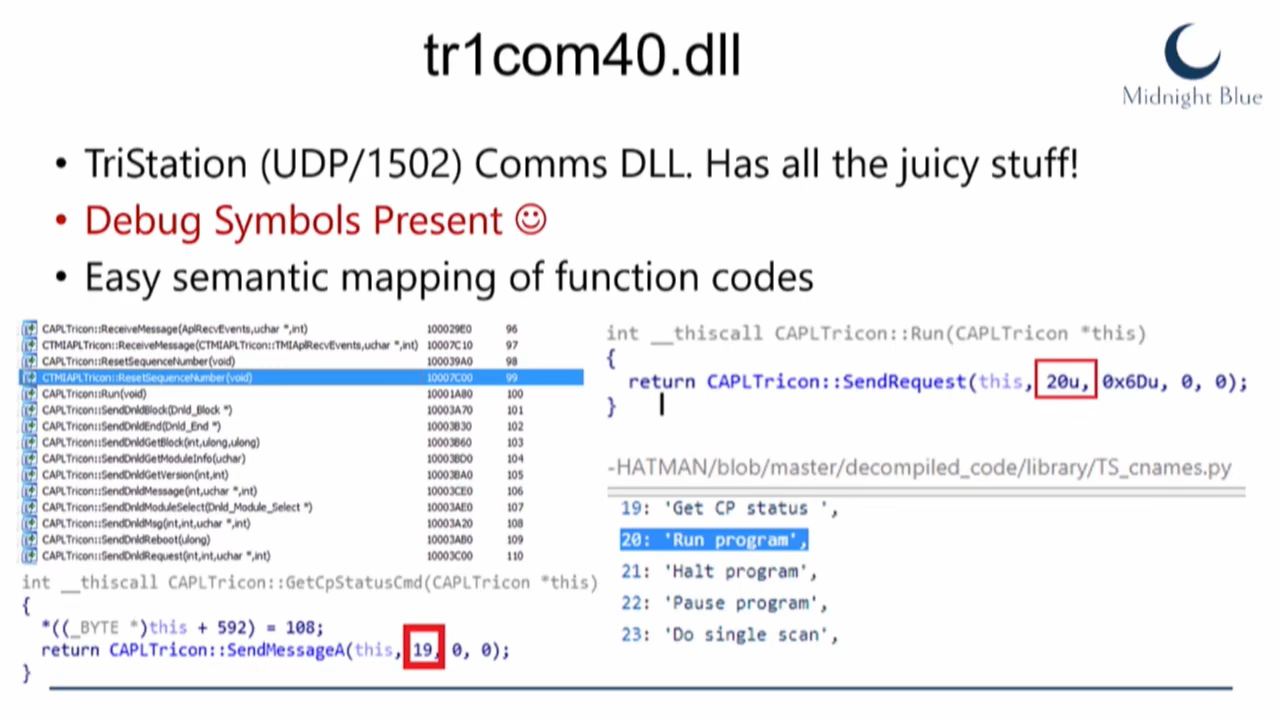 tr1com40.dll
Midnight Blue
• TriStation (UDP/1502) Comms DLL. Has all the juicy stuff!
• Debug Symbols Present ☺
• Easy semantic mapping of function codes
CAPLTricon::ReceiveMessage(AplRecvEvents,uchar *,int) 100029E0 96
CTMIAPLTricon::ReceiveMessage(CTMIAPLTricon::TMIAplRecvEvents,uchar *,int) 10007C10 97
CAPLTricon::ResetSequenceNumber(void) 100039A0 98
CTMIAPLTricon::ResetSequenceNumber(void) 10007C00 99
CAPLTricon::Run(void) 10001A80 100
CAPLTricon::SendDnldBlock(Dnld_Block *) 10003A70 101
CAPLTricon::SendDnldEnd(Dnld_End *) 10003B30 102
CAPLTricon::SendDnldGetBlock(int,ulong,ulong) 10003B60 103
CAPLTricon::SendDnldGetModuleInfo(uchar) 10003BD0 104
CAPLTricon::SendDnldGetVersion(int,int) 10003BA0 105
CAPLTricon::SendDnldMessage(int,uchar *,int) 10003CE0 106
CAPLTricon::SendDnldModuleSelect(Dnld_Module_Select *) 10003AE0 107
CAPLTricon::SendDnldMsg(int,int,uchar *,int) 10003A20 108
CAPLTricon::SendDnldReboot(ulong) 10003AB0 109
CAPLTricon::SendDnldRequest(int,int,uchar *,int) 10003C00 110
int __thiscall CAPLTricon::GetCpStatusCmd(CAPLTricon *this)
{
*((_BYTE *)this + 592) = 108;
return CAPLTricon::SendMessageA(this, 19, 0, 0);
}
int __thiscall CAPLTricon::Run(CAPLTricon *this)
{
return CAPLTricon::SendRequest(this, 20u, 0x6Du, 0, 0);
}
-HATMAN/blob/master/decompiled_code/library/TS_cnames.py
19: 'Get CP status ',
20: 'Run program',
21: 'Halt program',
22: 'Pause program',
23: 'Do single scan',